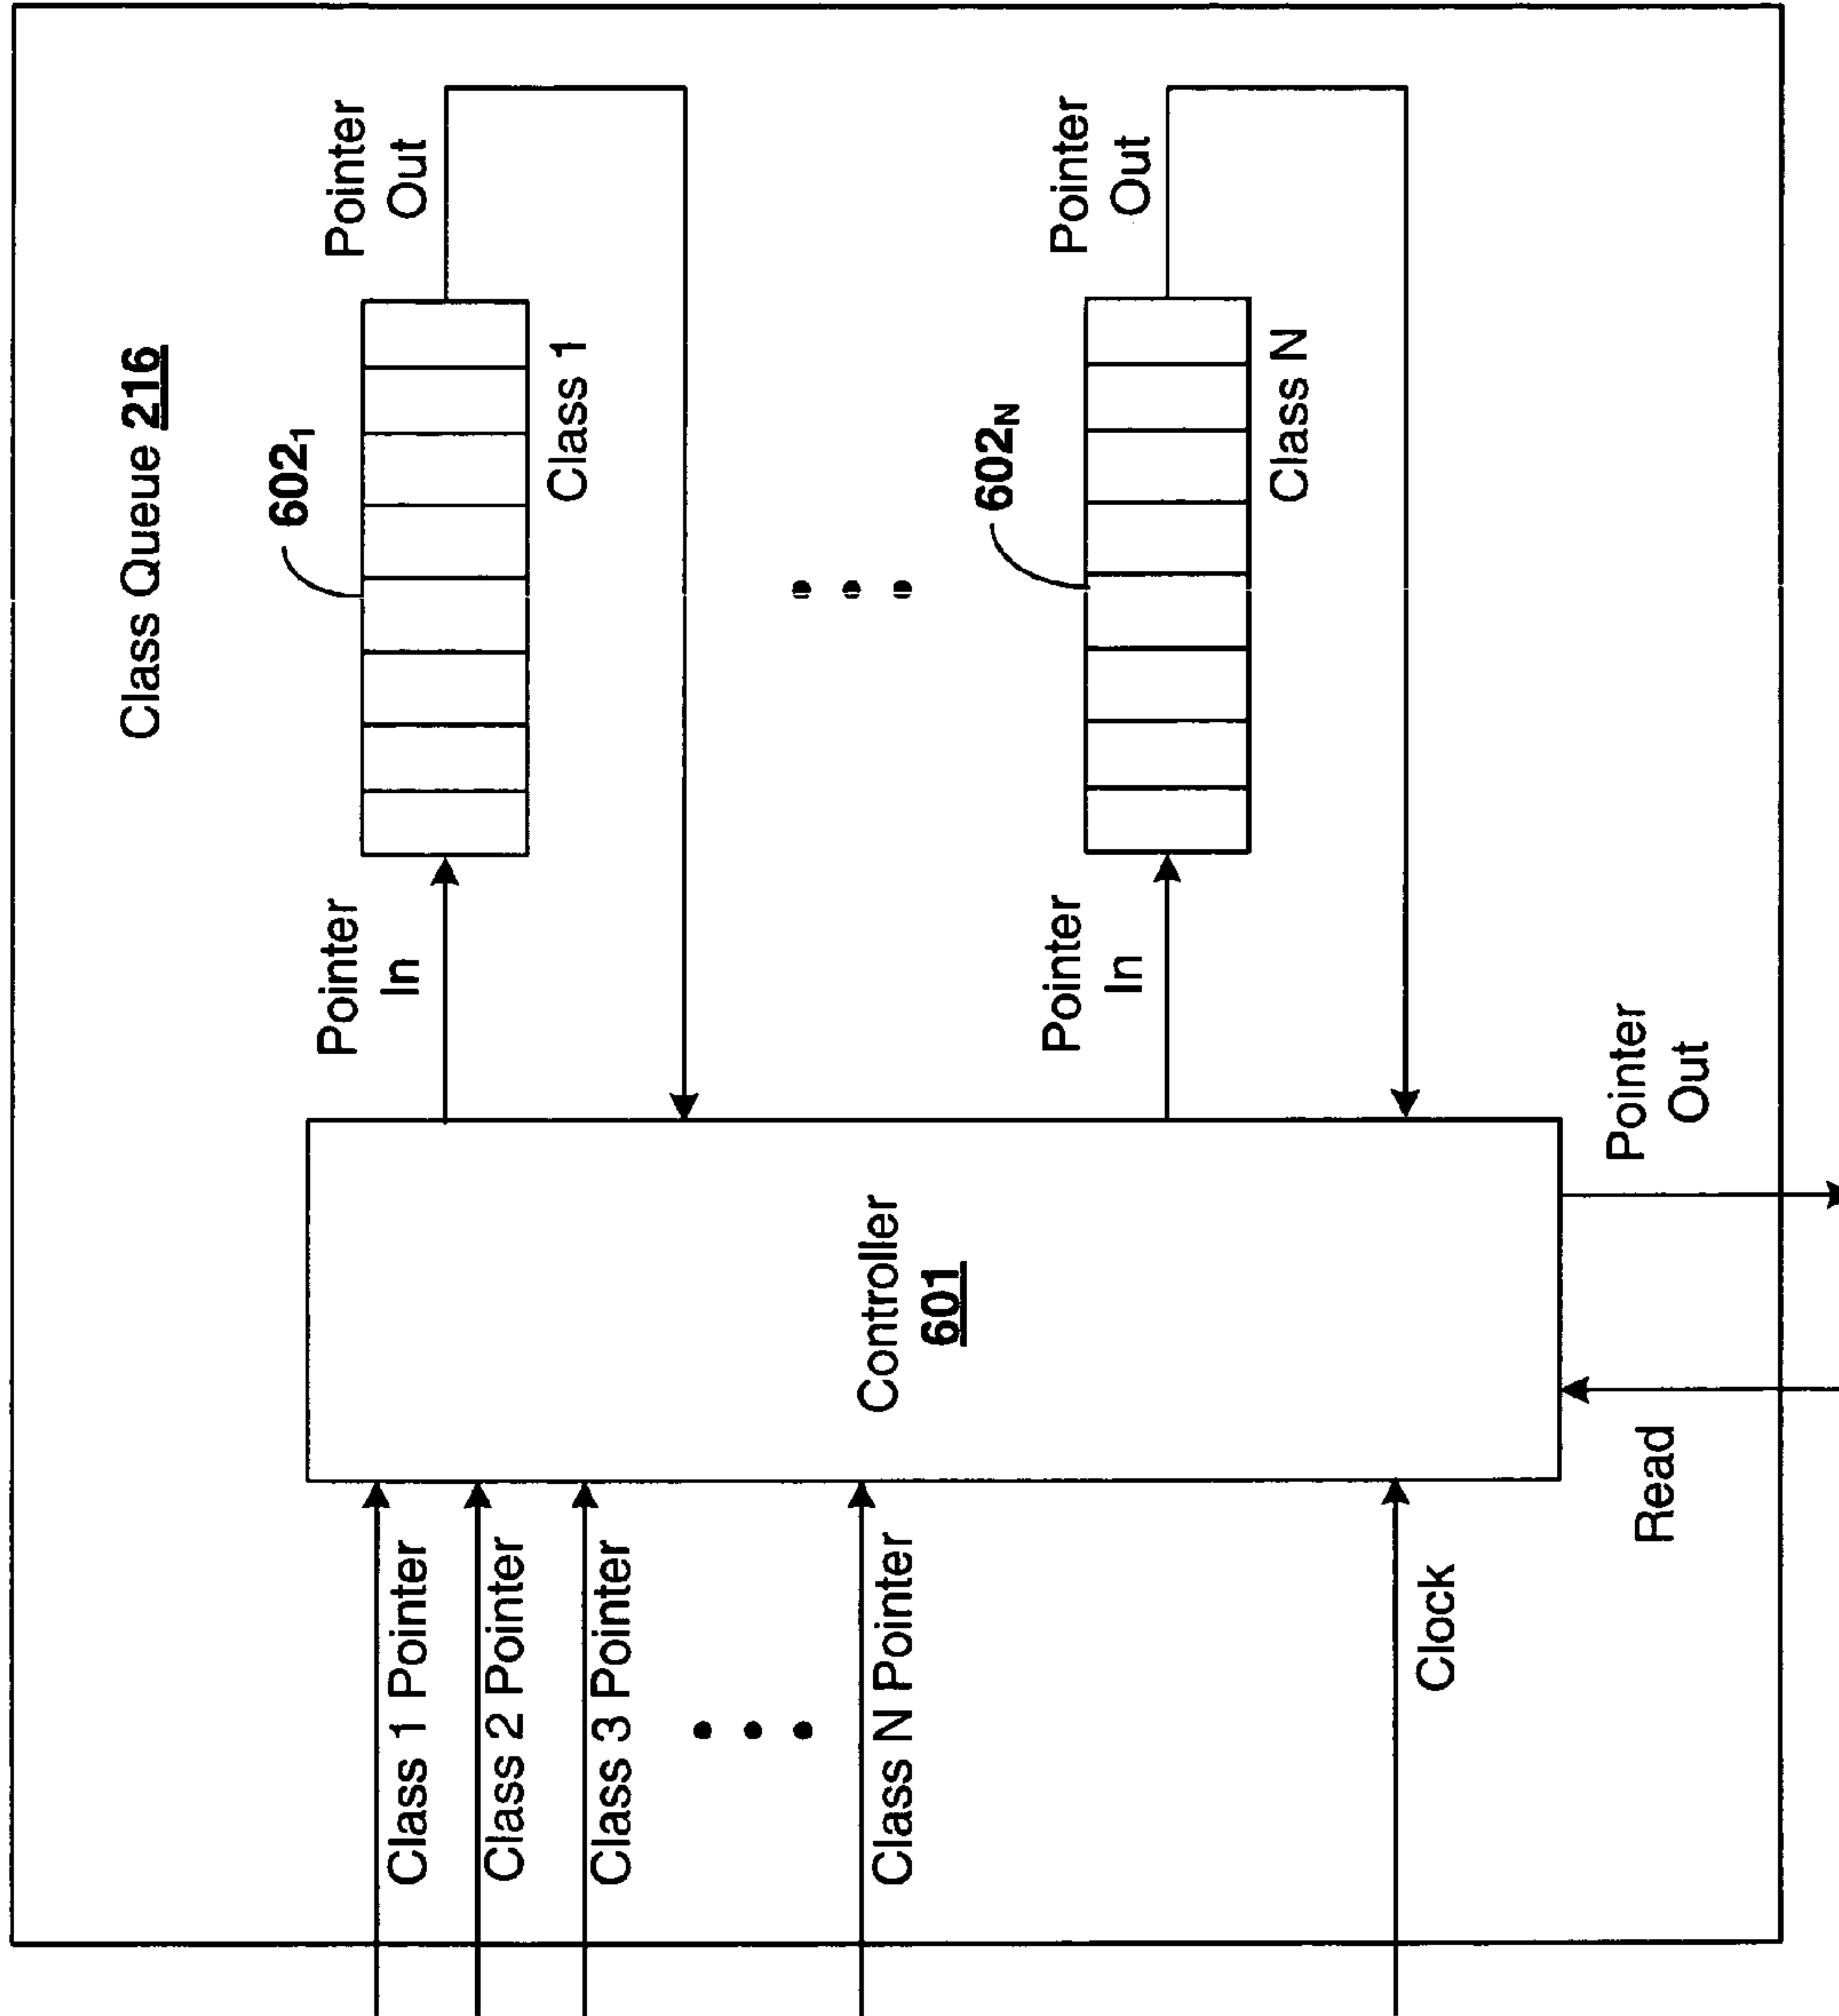 Class Queue 216
602₁
Pointer
In
Pointer
Out
Class 1
Class 1 Pointer
Class 2 Pointer
Class 3 Pointer
Class N Pointer
Controller
601
602ₙ
Pointer
In
Pointer
Out
Class N
Clock
Read
Pointer
Out